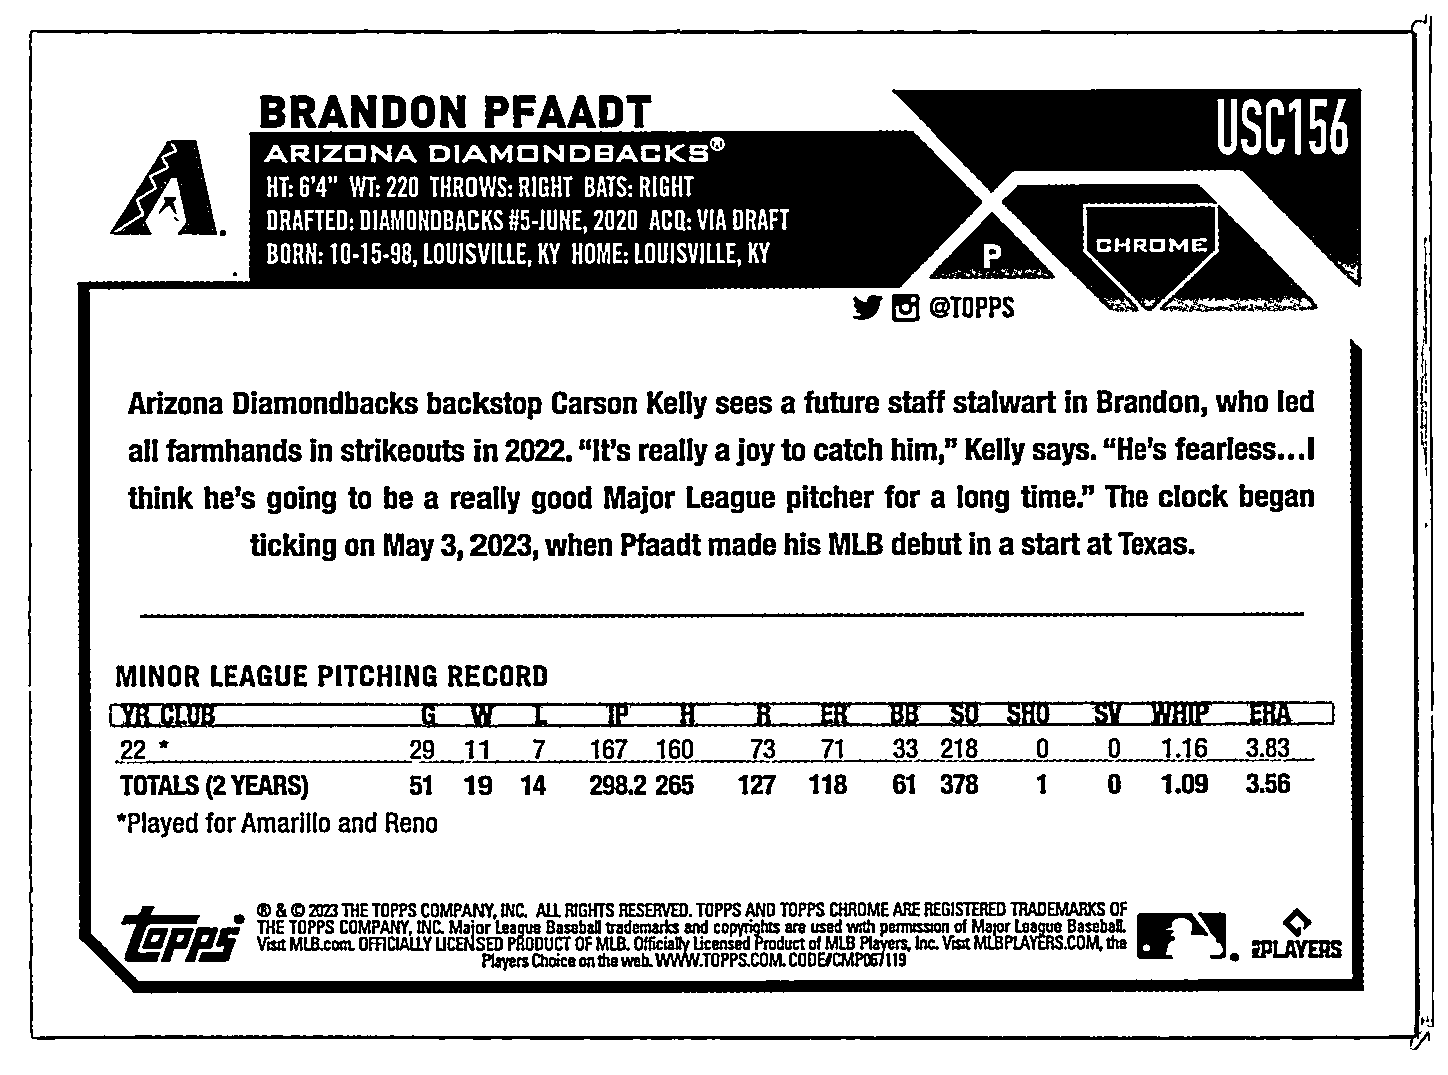 BRANDON PFAADT
USC156
ARIZONA DIAMONDBACKS®
HT: 6'4" WT: 220 THROWS: RIGHT BATS: RIGHT
DRAFTED: DIAMONDBACKS #5-JUNE, 2020 ACQ: VIA DRAFT
BORN: 10-15-98, LOUISVILLE, KY HOME: LOUISVILLE, KY
P
CHROME
@TOPPS
Arizona Diamondbacks backstop Carson Kelly sees a future staff stalwart in Brandon, who led
all farmhands in strikeouts in 2022. “It’s really a joy to catch him,” Kelly says. “He’s fearless...I
think he’s going to be a really good Major League pitcher for a long time.” The clock began
ticking on May 3, 2023, when Pfaadt made his MLB debut in a start at Texas.
MINOR LEAGUE PITCHING RECORD
YR CLUB G W L IP H R ER BB SO SHO SV WHIP ERA
22 * 29 11 7 167 160 73 71 33 218 0 0 1.16 3.83
TOTALS (2 YEARS) 51 19 14 298.2 265 127 118 61 378 1 0 1.09 3.56
*Played for Amarillo and Reno
topps
® & © 2023 THE TOPPS COMPANY, INC. ALL RIGHTS RESERVED. TOPPS AND TOPPS CHROME ARE REGISTERED TRADEMARKS OF
THE TOPPS COMPANY, INC. Major League Baseball trademarks and copyrights are used with permission of Major League Baseball.
Visit MLB.com. OFFICIALLY LICENSED PRODUCT OF MLB. Officially Licensed Product of MLB Players, Inc. Visit MLBPLAYERS.COM, the
Players Choice on the web. WWW.TOPPS.COM. CODE/CMP067119
PLAYERS